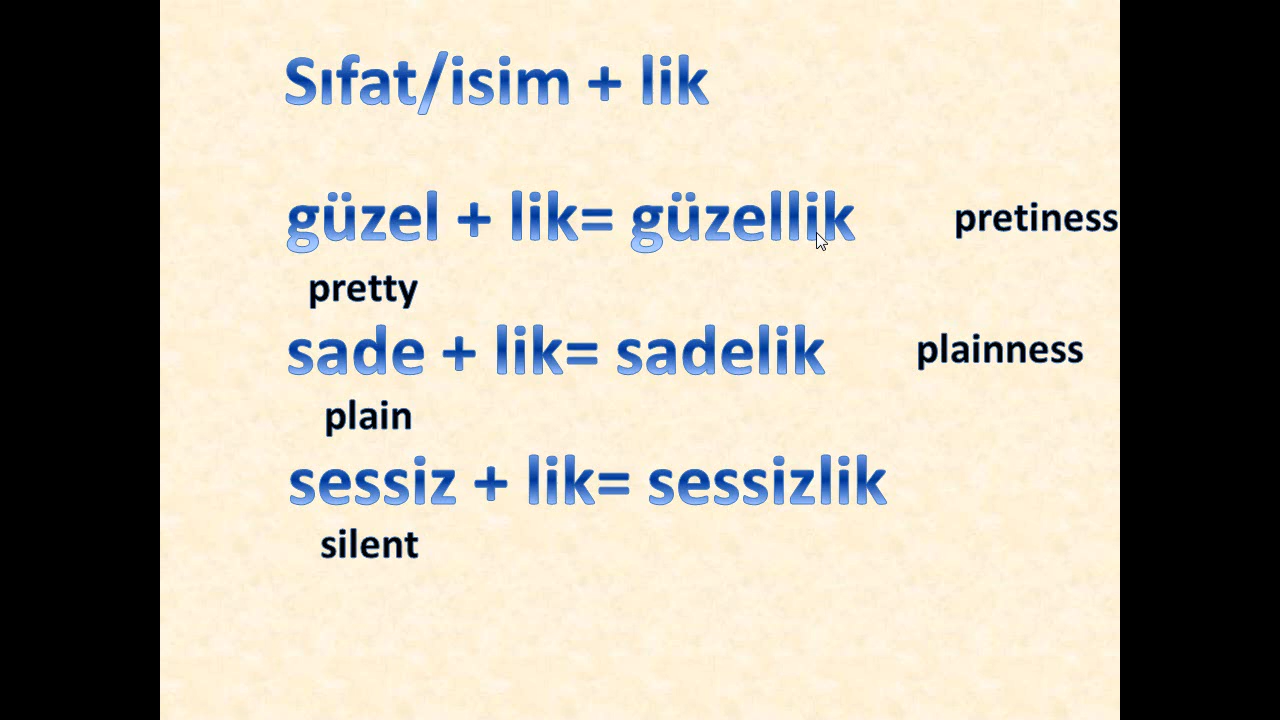 Sıfat/isim + lik
güzel + lik= güzellik pretiness
pretty
sade + lik= sadelik plainness
plain
sessiz + lik= sessizlik
silent